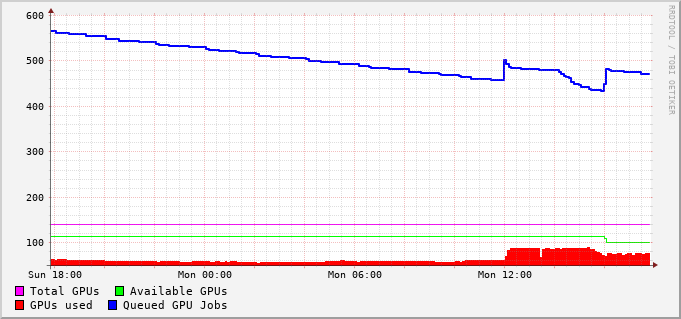 600
500
400
300
200
100
Sun 18:00 Mon 00:00 Mon 06:00 Mon 12:00
Total GPUs Available GPUs
GPUs used Queued GPU Jobs
RRDTOOL / TOBI OETIKER